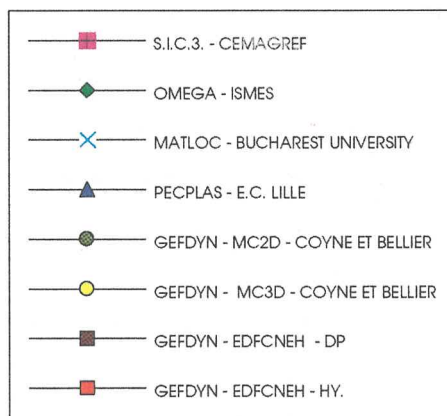 S.I.C.3. - CEMAGREF
OMEGA - ISMES
MATLOC - BUCHAREST UNIVERSITY
PECPLAS - E.C. LILLE
GEFDYN - MC2D - COYNE ET BELLIER
GEFDYN - MC3D - COYNE ET BELLIER
GEFDYN - EDFCNEH - DP
GEFDYN - EDFCNEH - HY.